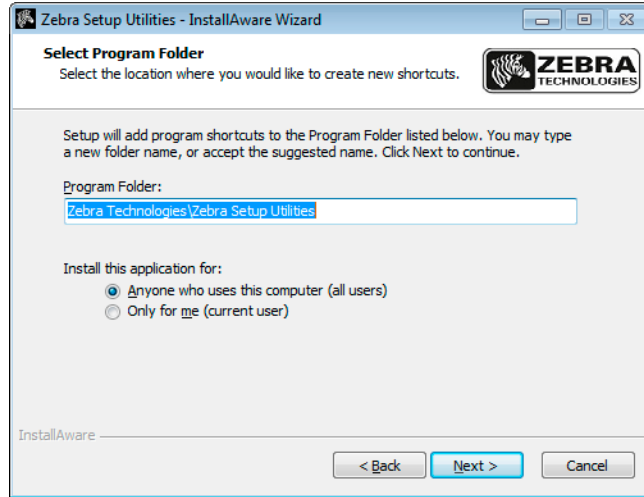 Zebra Setup Utilities - InstallAware Wizard
Select Program Folder
Select the location where you would like to create new shortcuts.
ZEBRA
TECHNOLOGIES
Setup will add program shortcuts to the Program Folder listed below. You may type
a new folder name, or accept the suggested name. Click Next to continue.
Program Folder:
Zebra Technologies\Zebra Setup Utilities
Install this application for:
Anyone who uses this computer (all users)
Only for me (current user)
InstallAware
< Back Next > Cancel